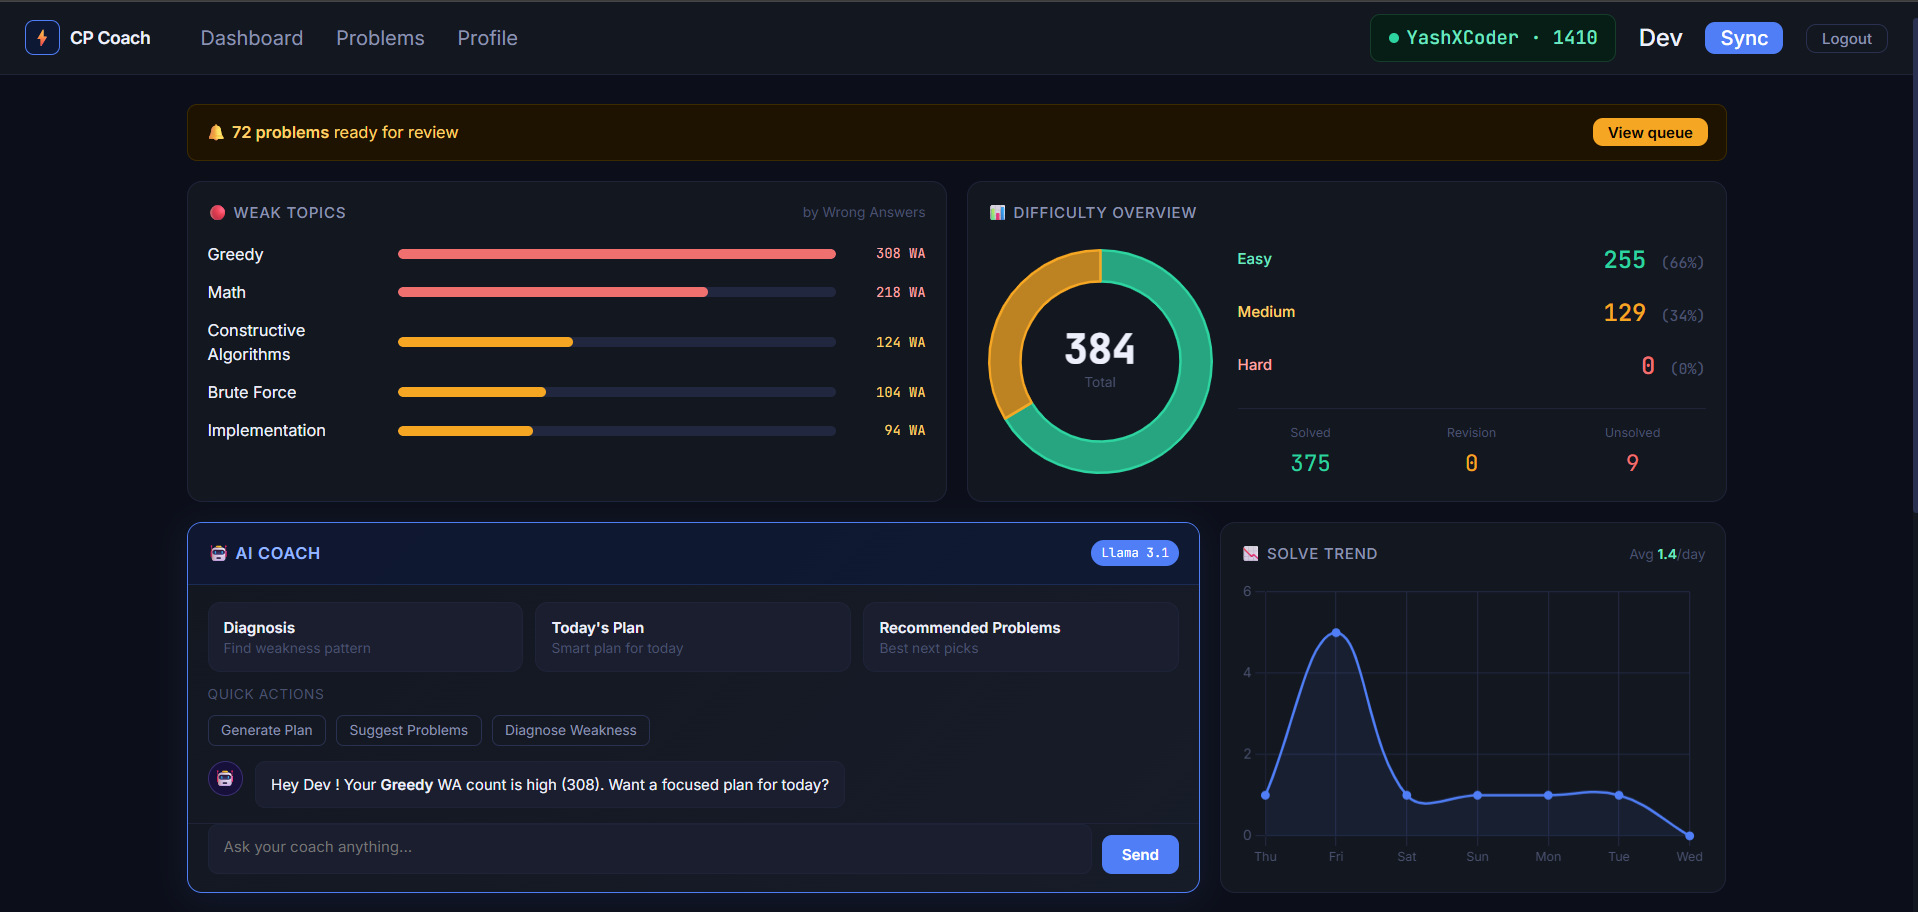 CP Coach
Dashboard
Problems
Profile
YashXCoder · 1410
Dev
Sync
Logout
72 problems ready for review
View queue
WEAK TOPICS
by Wrong Answers
Greedy
308 WA
Math
218 WA
Constructive
Algorithms
124 WA
Brute Force
104 WA
Implementation
94 WA
DIFFICULTY OVERVIEW
384
Total
Easy
255 (66%)
Medium
129 (34%)
Hard
0 (0%)
Solved
375
Revision
0
Unsolved
9
AI COACH
Llama 3.1
Diagnosis
Find weakness pattern
Today's Plan
Smart plan for today
Recommended Problems
Best next picks
QUICK ACTIONS
Generate Plan
Suggest Problems
Diagnose Weakness
Hey Dev ! Your Greedy WA count is high (308). Want a focused plan for today?
Ask your coach anything...
Send
SOLVE TREND
Avg 1.4/day
6
4
2
0
Thu Fri Sat Sun Mon Tue Wed